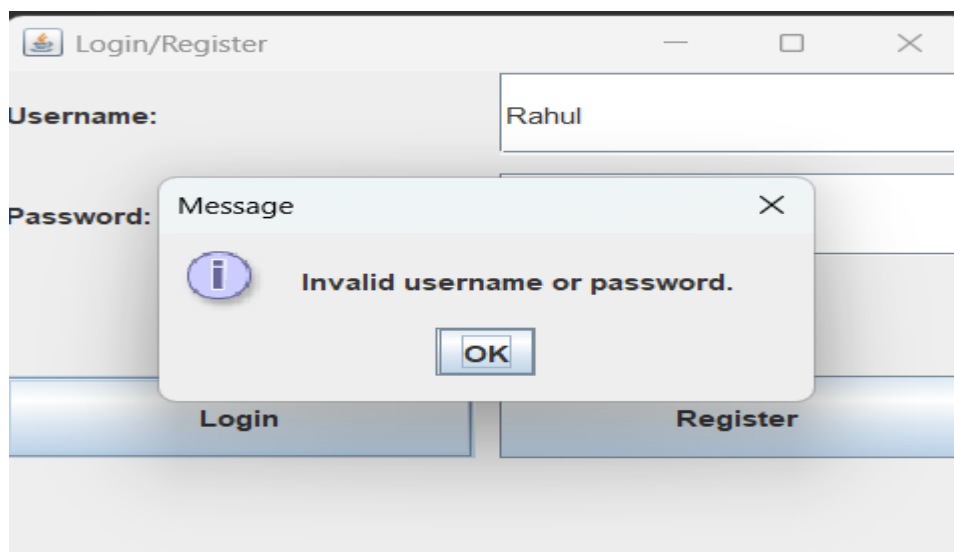 Login/Register
Username:
Rahul
Password:
Message
Invalid username or password.
OK
Login
Register